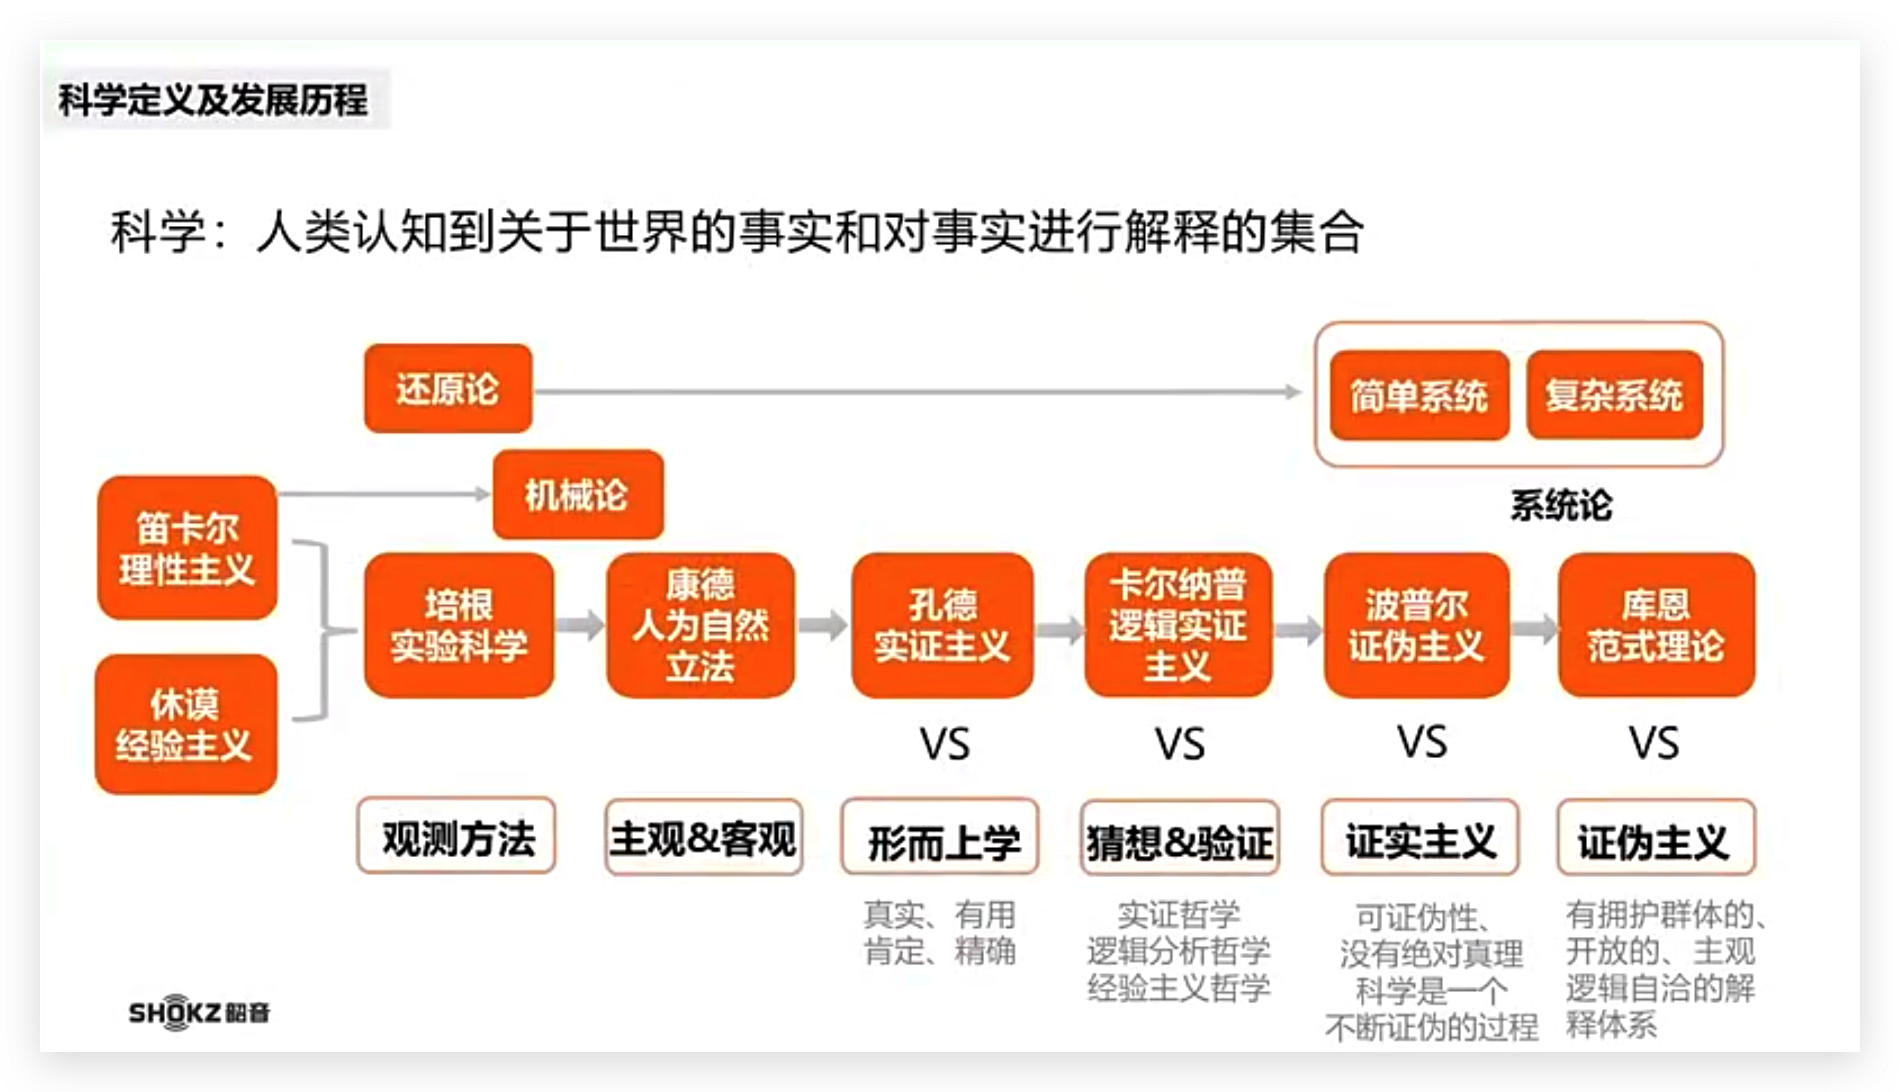 科学定义及发展历程
科学：人类认知到关于世界的事实和对事实进行解释的集合
还原论
简单系统
复杂系统
系统论
机械论
笛卡尔
理性主义
休谟
经验主义
培根
实验科学
康德
人为自然
立法
孔德
实证主义
卡尔纳普
逻辑实证
主义
波普尔
证伪主义
库恩
范式理论
VS
VS
VS
VS
观测方法
主观&客观
形而上学
猜想&验证
证实主义
证伪主义
真实、有用
肯定、精确
实证哲学
逻辑分析哲学
经验主义哲学
可证伪性、
没有绝对真理
科学是一个
不断证伪的过程
有拥护群体的、
开放的、主观
逻辑自洽的解
释体系
SHOKZ韶音